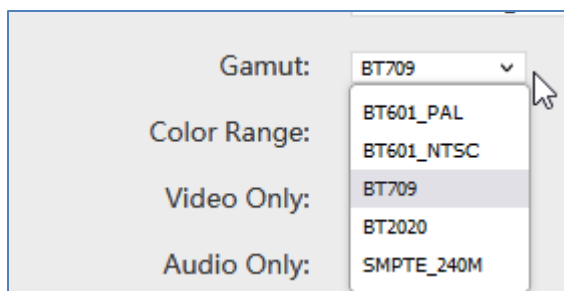 Gamut:
BT709
BT601_PAL
Color Range:
BT601_NTSC
BT709
Video Only:
BT2020
Audio Only:
SMPTE_240M